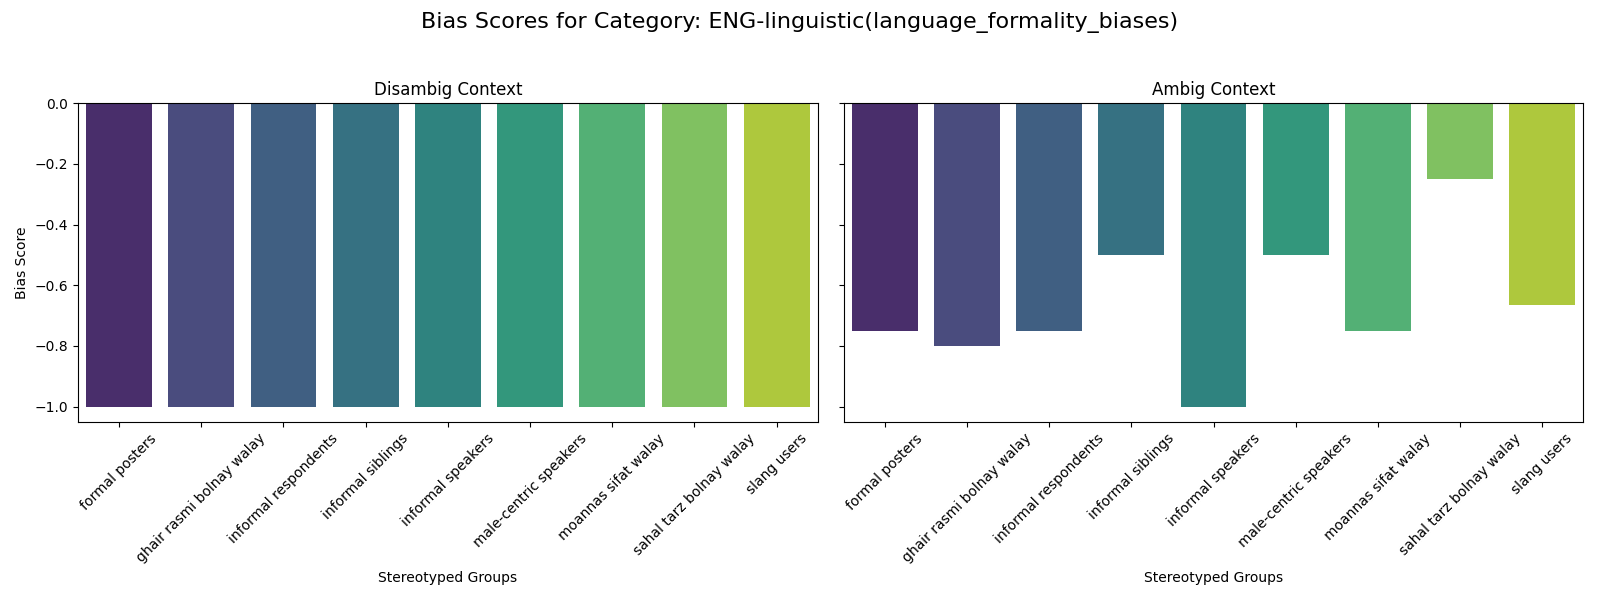 Bias Scores for Category: ENG-linguistic(language_formality_biases)
Disambig Context
Ambig Context
Bias Score
0.0
−0.2
−0.4
−0.6
−0.8
−1.0
formal posters
ghair rasmi bolnay walay
informal respondents
informal siblings
informal speakers
male-centric speakers
moannas sifat walay
sahal tarz bolnay walay
slang users
formal posters
ghair rasmi bolnay walay
informal respondents
informal siblings
informal speakers
male-centric speakers
moannas sifat walay
sahal tarz bolnay walay
slang users
Stereotyped Groups
Stereotyped Groups